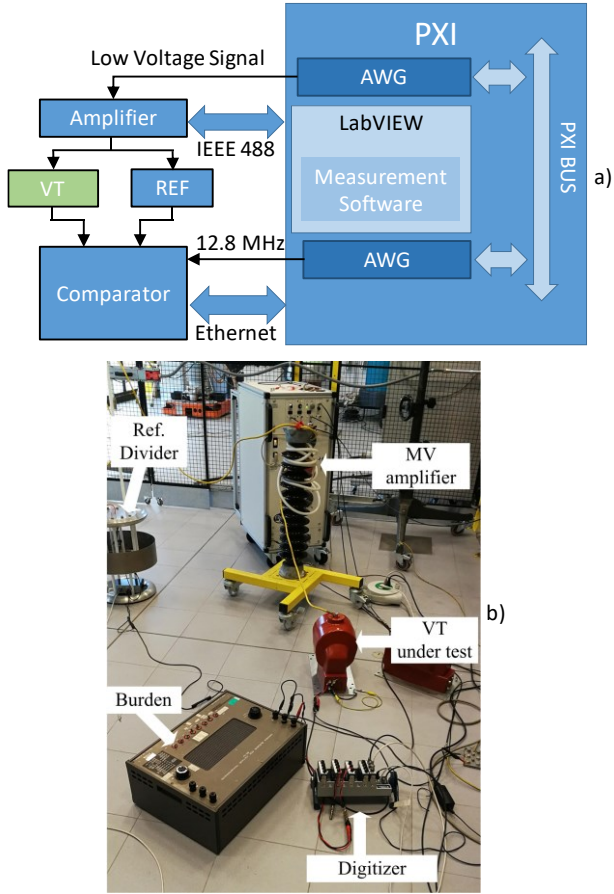 PXI
Low Voltage Signal
AWG
Amplifier
IEEE 488
LabVIEW
Measurement
Software
PXI BUS
a)
VT
REF
12.8 MHz
AWG
Comparator
Ethernet
Ref.
Divider
MV
amplifier
b)
VT
under test
Burden
Digitizer